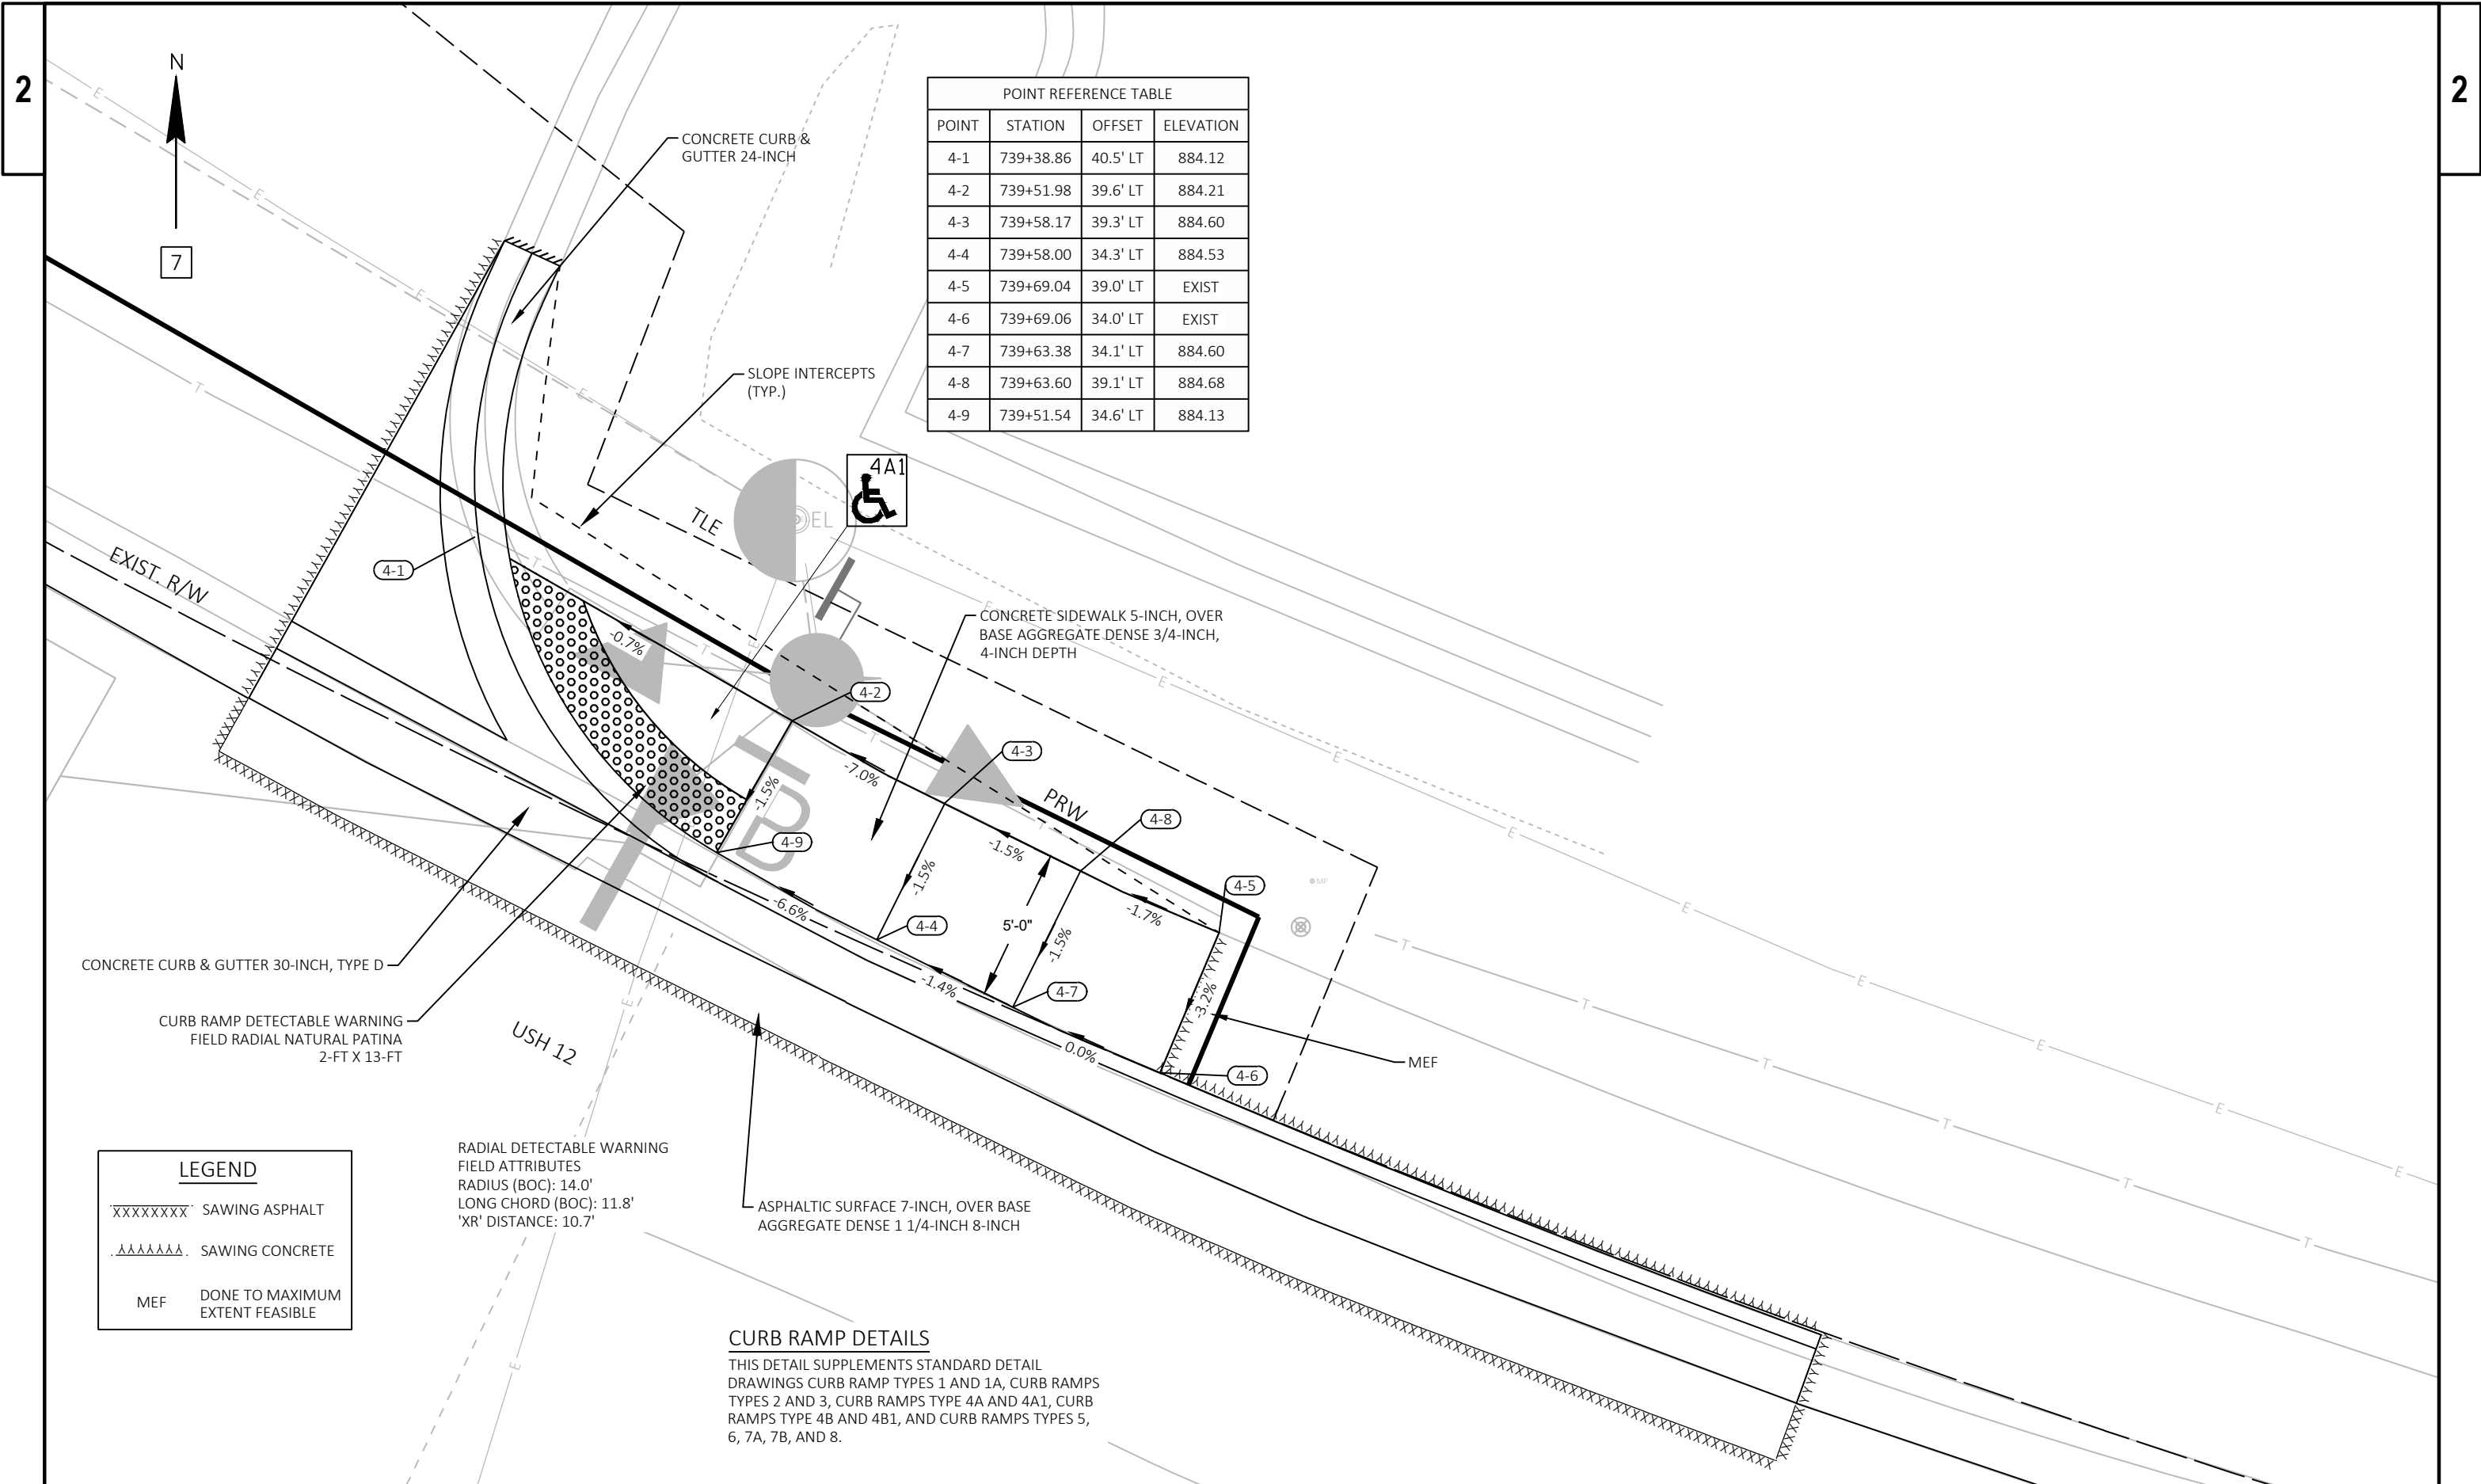 2
2
N
7
POINT REFERENCE TABLE
POINT STATION OFFSET ELEVATION
4-1 739+38.86 40.5' LT 884.12
4-2 739+51.98 39.6' LT 884.21
4-3 739+58.17 39.3' LT 884.60
4-4 739+58.00 34.3' LT 884.53
4-5 739+69.04 39.0' LT EXIST
4-6 739+69.06 34.0' LT EXIST
4-7 739+63.38 34.1' LT 884.60
4-8 739+63.60 39.1' LT 884.68
4-9 739+51.54 34.6' LT 884.13
CONCRETE CURB &
GUTTER 24-INCH
SLOPE INTERCEPTS
(TYP.)
4A1
EL
TLE
EXIST. R/W
4-1
-0.7%
CONCRETE SIDEWALK 5-INCH, OVER
BASE AGGREGATE DENSE 3/4-INCH,
4-INCH DEPTH
4-2
4-3
-7.0%
-1.5%
PRW
4-8
4-9
TB
-1.5%
-1.5%
4-5
-1.7%
-6.6%
4-4
5'-0"
-1.5%
-1.4%
4-7
-3.2%
0.0%
4-6
MEF
MP
CONCRETE CURB & GUTTER 30-INCH, TYPE D
CURB RAMP DETECTABLE WARNING
FIELD RADIAL NATURAL PATINA
2-FT X 13-FT
USH 12
RADIAL DETECTABLE WARNING
FIELD ATTRIBUTES
RADIUS (BOC): 14.0'
LONG CHORD (BOC): 11.8'
'XR' DISTANCE: 10.7'
ASPHALTIC SURFACE 7-INCH, OVER BASE
AGGREGATE DENSE 1 1/4-INCH 8-INCH
LEGEND
XXXXXXXX SAWING ASPHALT
SAWING CONCRETE
MEF DONE TO MAXIMUM
EXTENT FEASIBLE
CURB RAMP DETAILS
THIS DETAIL SUPPLEMENTS STANDARD DETAIL
DRAWINGS CURB RAMP TYPES 1 AND 1A, CURB RAMPS
TYPES 2 AND 3, CURB RAMPS TYPE 4A AND 4A1, CURB
RAMPS TYPE 4B AND 4B1, AND CURB RAMPS TYPES 5,
6, 7A, 7B, AND 8.